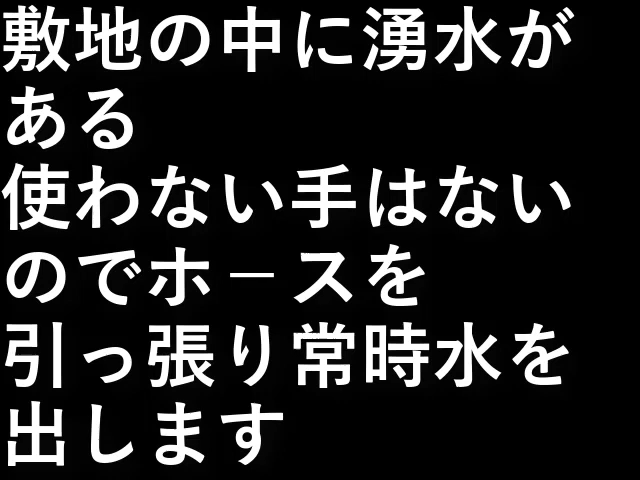 敷地の中に湧水が
ある
使わない手はない
のでホースを
引っ張り常時水を
出します